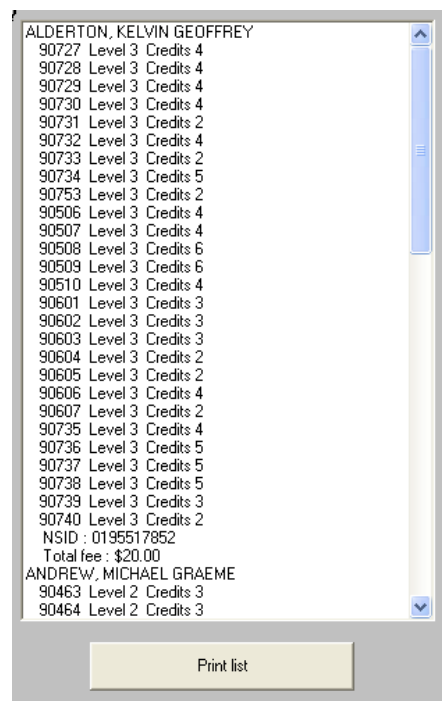 ALDERTON, KELVIN GEOFFREY
90727 Level 3 Credits 4
90728 Level 3 Credits 4
90729 Level 3 Credits 4
90730 Level 3 Credits 4
90731 Level 3 Credits 2
90732 Level 3 Credits 4
90733 Level 3 Credits 2
90734 Level 3 Credits 5
90753 Level 3 Credits 2
90506 Level 3 Credits 4
90507 Level 3 Credits 4
90508 Level 3 Credits 6
90509 Level 3 Credits 6
90510 Level 3 Credits 4
90601 Level 3 Credits 3
90602 Level 3 Credits 3
90603 Level 3 Credits 3
90604 Level 3 Credits 2
90605 Level 3 Credits 2
90606 Level 3 Credits 4
90607 Level 3 Credits 2
90735 Level 3 Credits 4
90736 Level 3 Credits 5
90737 Level 3 Credits 5
90738 Level 3 Credits 5
90739 Level 3 Credits 3
90740 Level 3 Credits 2
NSID : 0195517852
Total fee : $20.00
ANDREW, MICHAEL GRAEME
90463 Level 2 Credits 3
90464 Level 2 Credits 3
Print list